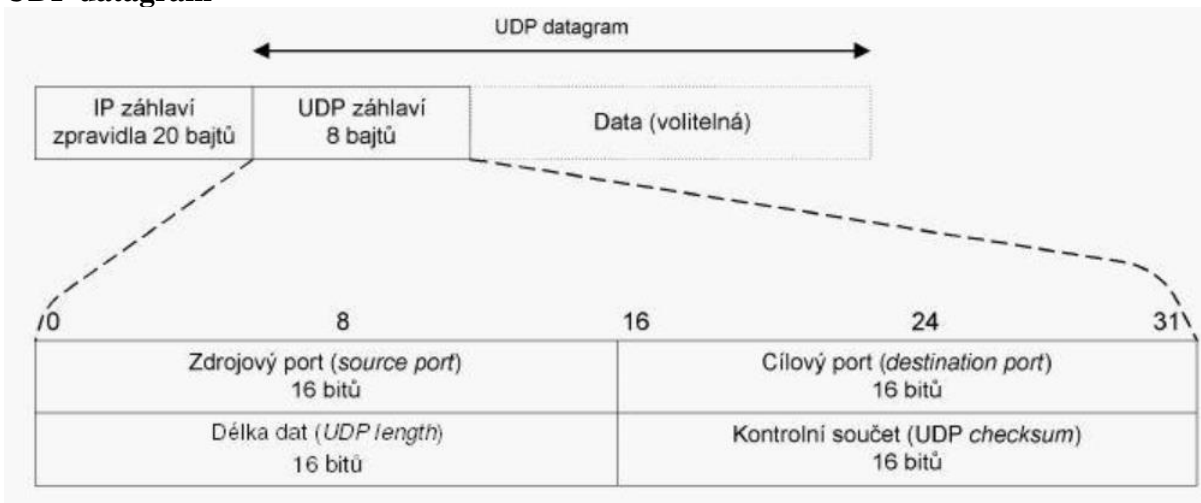 UDP datagram
UDP datagram
IP záhlaví
zpravidla 20 bajtů
UDP záhlaví
8 bajtů
Data (volitelná)
0 8 16 24 31
Zdrojový port (source port)
16 bitů
Cílový port (destination port)
16 bitů
Délka dat (UDP length)
16 bitů
Kontrolní součet (UDP checksum)
16 bitů